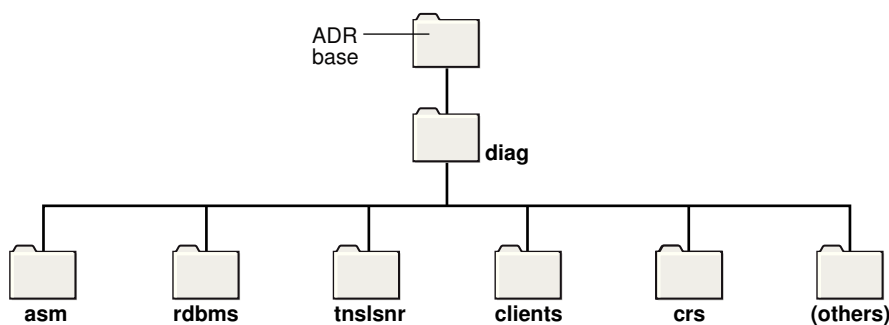 ADR
base
diag
asm
rdbms
tnslsnr
clients
crs
(others)